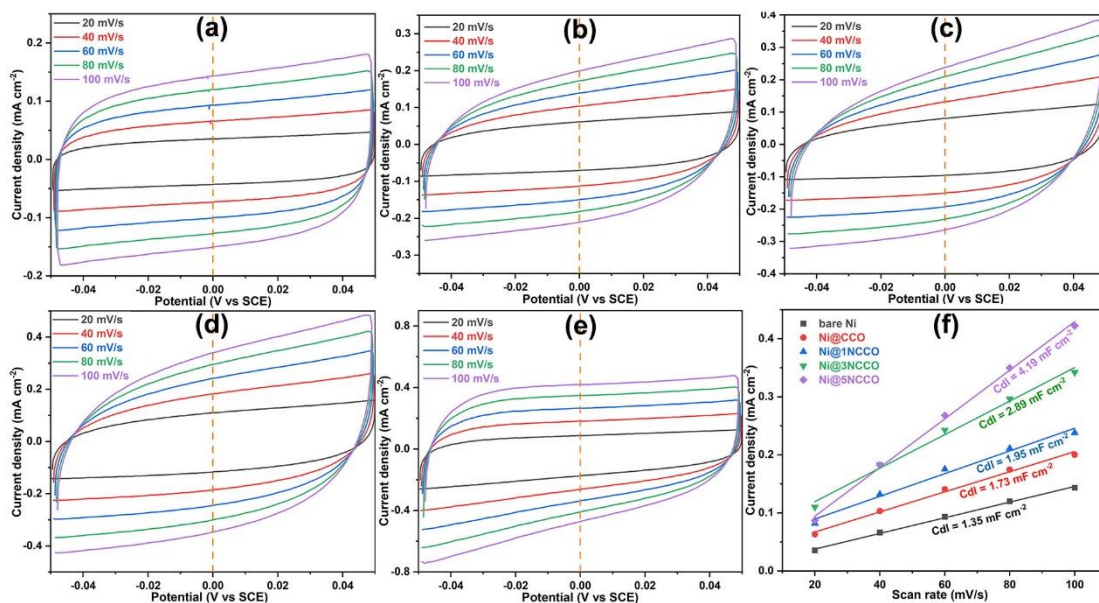 (a)
20 mV/s
40 mV/s
60 mV/s
80 mV/s
100 mV/s
0.2
0.1
0.0
-0.1
-0.2
Current density (mA cm⁻²)
-0.04 -0.02 0.00 0.02 0.04
Potential (V vs SCE)
(b)
20 mV/s
40 mV/s
60 mV/s
80 mV/s
100 mV/s
0.3
0.2
0.1
0.0
-0.1
-0.2
-0.3
Current density (mA cm⁻²)
-0.04 -0.02 0.00 0.02 0.04
Potential (V vs SCE)
(c)
20 mV/s
40 mV/s
60 mV/s
80 mV/s
100 mV/s
0.4
0.3
0.2
0.1
0.0
-0.1
-0.2
-0.3
-0.4
Current density (mA cm⁻²)
-0.04 -0.02 0.00 0.02 0.04
Potential (V vs SCE)
(d)
20 mV/s
40 mV/s
60 mV/s
80 mV/s
100 mV/s
0.4
0.2
0.0
-0.2
-0.4
Current density (mA cm⁻²)
-0.04 -0.02 0.00 0.02 0.04
Potential (V vs SCE)
(e)
20 mV/s
40 mV/s
60 mV/s
80 mV/s
100 mV/s
0.8
0.4
0.0
-0.4
-0.8
Current density (mA cm⁻²)
-0.04 -0.02 0.00 0.02 0.04
Potential (V vs SCE)
(f)
bare Ni
Ni@CCO
Ni@1NCCO
Ni@3NCCO
Ni@5NCCO
Cdl = 4.19 mF cm⁻²
Cdl = 2.89 mF cm⁻²
Cdl = 1.95 mF cm⁻²
Cdl = 1.73 mF cm⁻²
Cdl = 1.35 mF cm⁻²
0.4
0.3
0.2
0.1
0.0
Current density (mA cm⁻²)
20 40 60 80 100
Scan rate (mV/s)